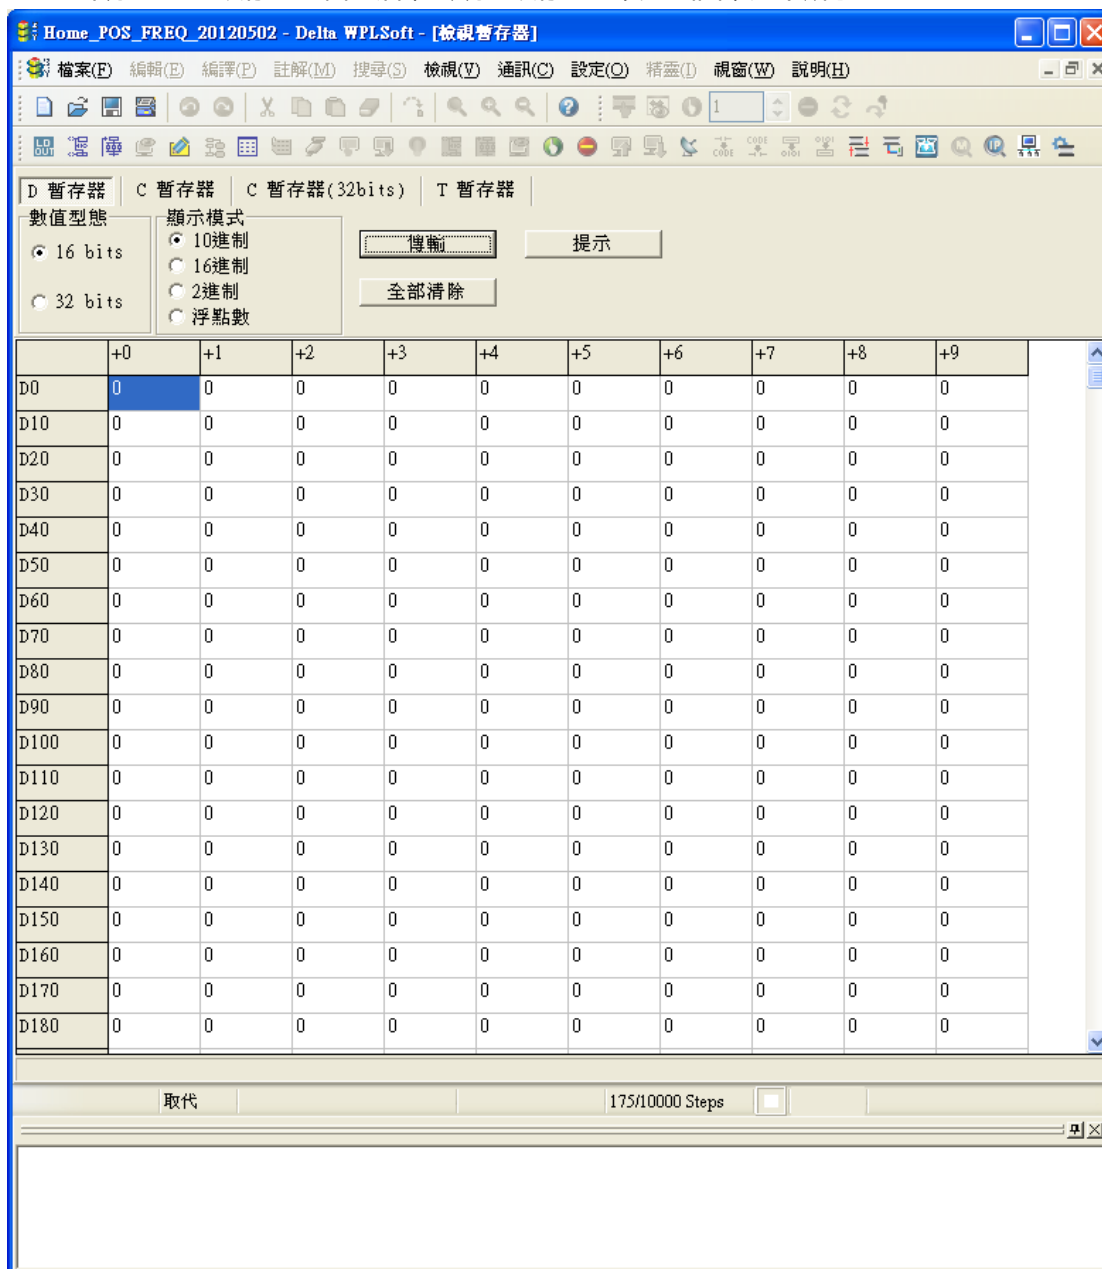 Home_POS_FREQ_20120502 - Delta WPLSoft - [檢視暫存器]
檔案(F) 編輯(E) 編譯(P) 註解(M) 搜尋(S) 檢視(V) 通訊(C) 設定(O) 精靈(I) 視窗(W) 說明(H)
1
D 暫存器 C 暫存器 C 暫存器(32bits) T 暫存器
數值型態 顯示模式
16 bits
32 bits
10進制
16進制
2進制
浮點數
傳輸 提示
全部清除
+0 +1 +2 +3 +4 +5 +6 +7 +8 +9
D0 0 0 0 0 0 0 0 0 0 0
D10 0 0 0 0 0 0 0 0 0 0
D20 0 0 0 0 0 0 0 0 0 0
D30 0 0 0 0 0 0 0 0 0 0
D40 0 0 0 0 0 0 0 0 0 0
D50 0 0 0 0 0 0 0 0 0 0
D60 0 0 0 0 0 0 0 0 0 0
D70 0 0 0 0 0 0 0 0 0 0
D80 0 0 0 0 0 0 0 0 0 0
D90 0 0 0 0 0 0 0 0 0 0
D100 0 0 0 0 0 0 0 0 0 0
D110 0 0 0 0 0 0 0 0 0 0
D120 0 0 0 0 0 0 0 0 0 0
D130 0 0 0 0 0 0 0 0 0 0
D140 0 0 0 0 0 0 0 0 0 0
D150 0 0 0 0 0 0 0 0 0 0
D160 0 0 0 0 0 0 0 0 0 0
D170 0 0 0 0 0 0 0 0 0 0
D180 0 0 0 0 0 0 0 0 0 0
取代 175/10000 Steps